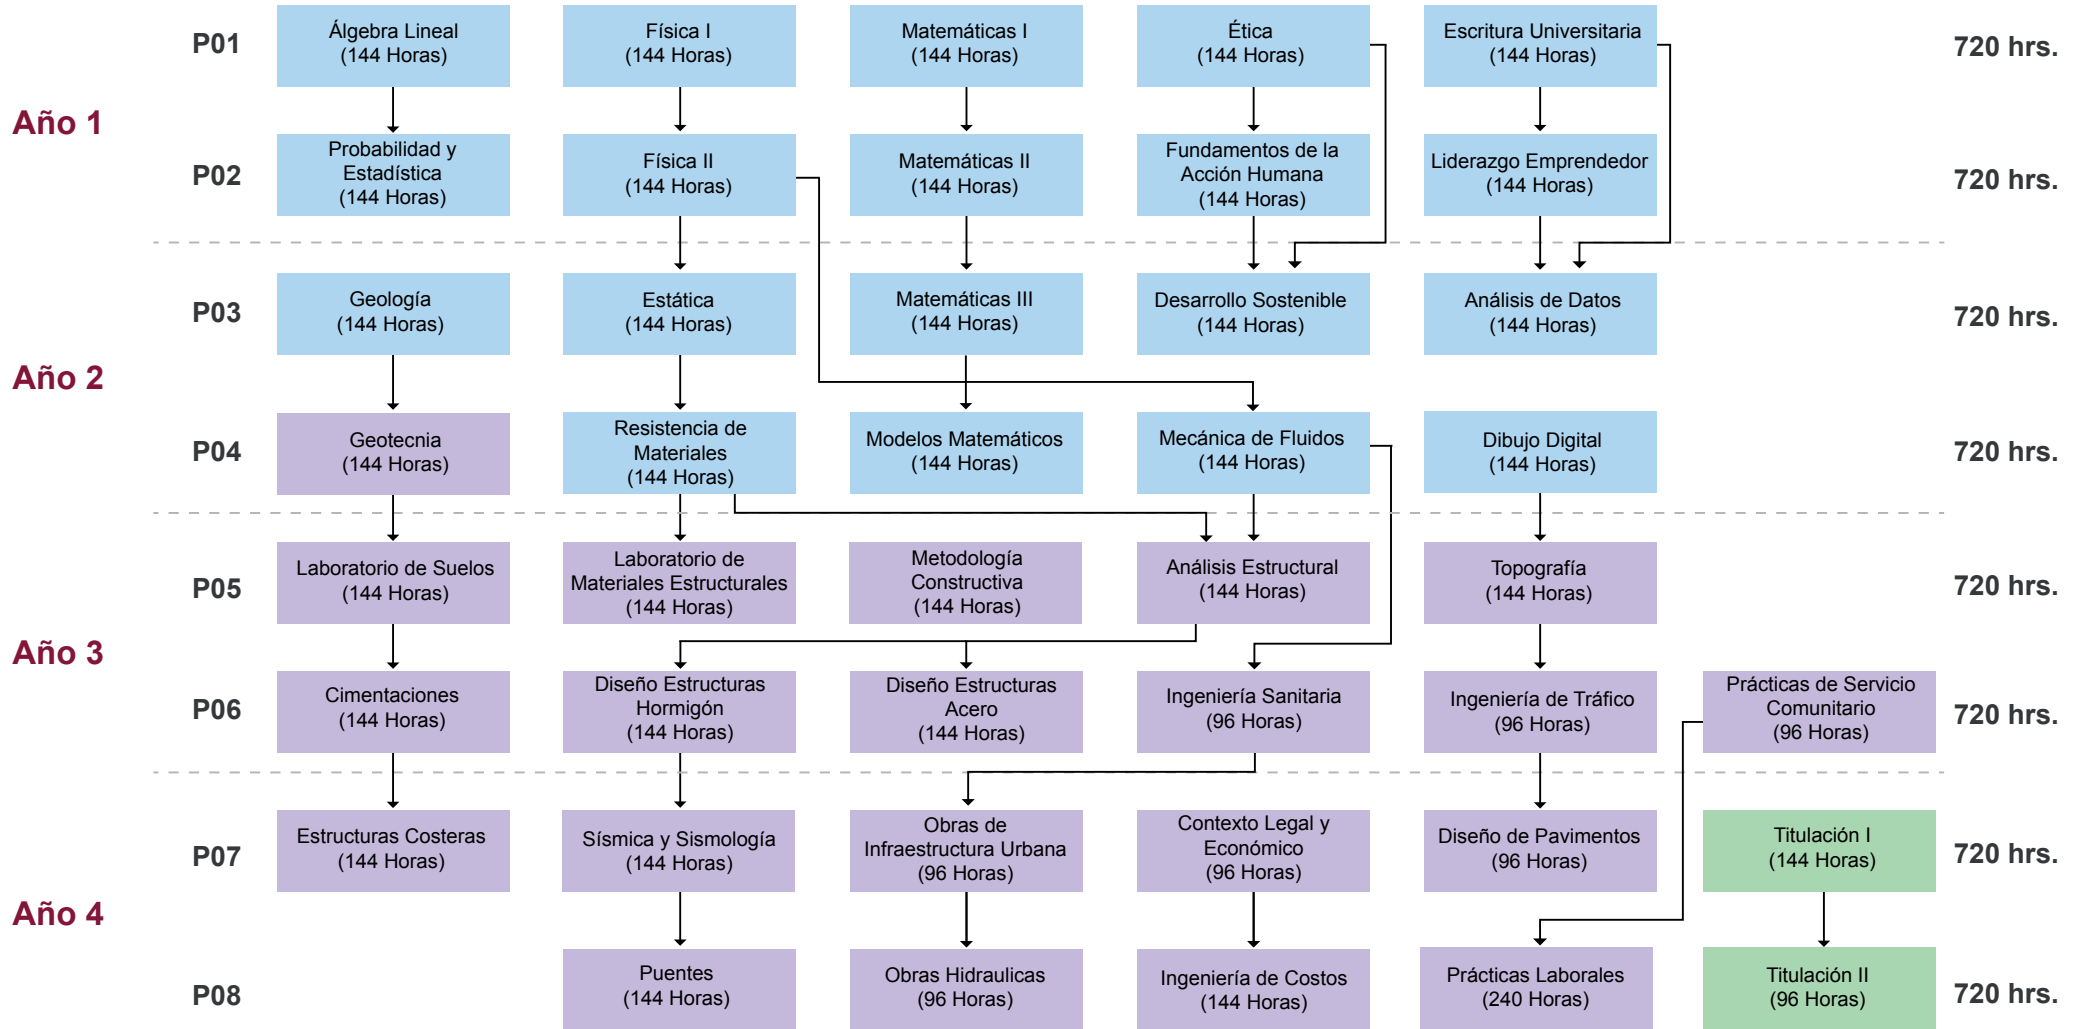 Año 1
P01
Álgebra Lineal
(144 Horas)
Física I
(144 Horas)
Matemáticas I
(144 Horas)
Ética
(144 Horas)
Escritura Universitaria
(144 Horas)
720 hrs.
P02
Probabilidad y
Estadística
(144 Horas)
Física II
(144 Horas)
Matemáticas II
(144 Horas)
Fundamentos de la
Acción Humana
(144 Horas)
Liderazgo Emprendedor
(144 Horas)
720 hrs.
Año 2
P03
Geología
(144 Horas)
Estática
(144 Horas)
Matemáticas III
(144 Horas)
Desarrollo Sostenible
(144 Horas)
Análisis de Datos
(144 Horas)
720 hrs.
P04
Geotecnia
(144 Horas)
Resistencia de
Materiales
(144 Horas)
Modelos Matemáticos
(144 Horas)
Mecánica de Fluidos
(144 Horas)
Dibujo Digital
(144 Horas)
720 hrs.
Año 3
P05
Laboratorio de Suelos
(144 Horas)
Laboratorio de
Materiales Estructurales
(144 Horas)
Metodología
Constructiva
(144 Horas)
Análisis Estructural
(144 Horas)
Topografía
(144 Horas)
720 hrs.
P06
Cimentaciones
(144 Horas)
Diseño Estructuras
Hormigón
(144 Horas)
Diseño Estructuras
Acero
(144 Horas)
Ingeniería Sanitaria
(96 Horas)
Ingeniería de Tráfico
(96 Horas)
Prácticas de Servicio
Comunitario
(96 Horas)
720 hrs.
Año 4
P07
Estructuras Costeras
(144 Horas)
Sísmica y Sismología
(144 Horas)
Obras de
Infraestructura Urbana
(96 Horas)
Contexto Legal y
Económico
(96 Horas)
Diseño de Pavimentos
(96 Horas)
Titulación I
(144 Horas)
720 hrs.
P08
Puentes
(144 Horas)
Obras Hidraulicas
(96 Horas)
Ingeniería de Costos
(144 Horas)
Prácticas Laborales
(240 Horas)
Titulación II
(96 Horas)
720 hrs.